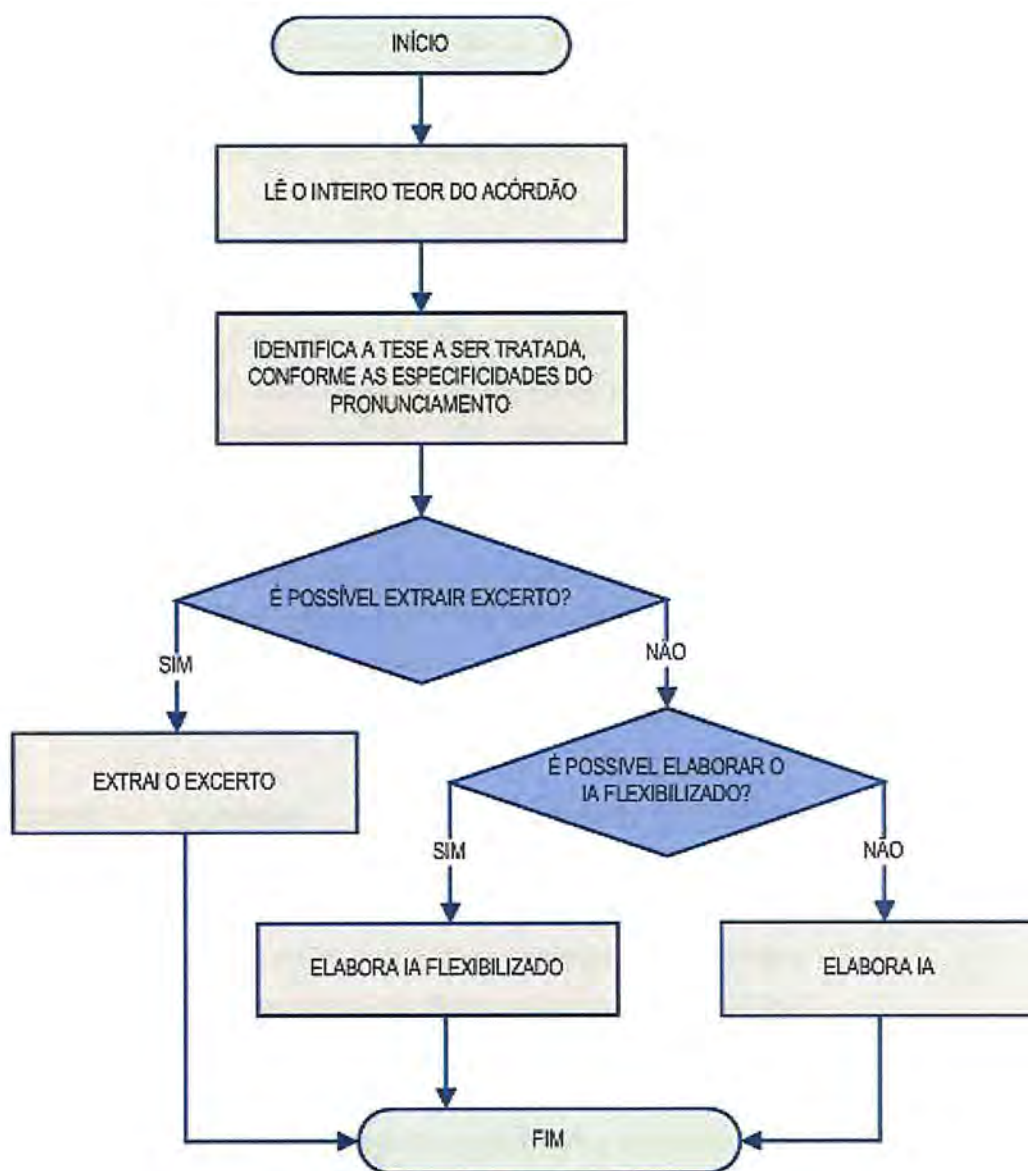 INÍCIO
LÊ O INTEIRO TEOR DO ACÓRDÃO
IDENTIFICA A TESE A SER TRATADA,
CONFORME AS ESPECIFICIDADES DO
PRONUNCIAMENTO
É POSSÍVEL EXTRAIR EXCERTO?
SIM
NÃO
EXTRAI O EXCERTO
É POSSIVEL ELABORAR O
IA FLEXIBILIZADO?
SIM
NÃO
ELABORA IA FLEXIBILIZADO
ELABORA IA
FIM